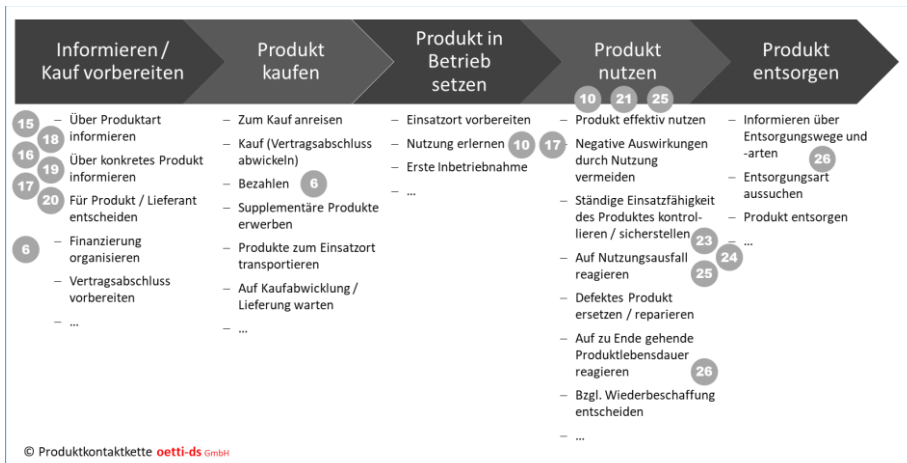 Informieren /
Kauf vorbereiten
Produkt
kaufen
Produkt in
Betrieb
setzen
Produkt
nutzen
Produkt
entsorgen
15
18
16
19
17
20
6
– Über Produktart
informieren
– Über konkretes Produkt
informieren
– Für Produkt / Lieferant
entscheiden
– Finanzierung
organisieren
– Vertragsabschluss
vorbereiten
– ...
– Zum Kauf anreisen
– Kauf (Vertragsabschluss
abwickeln)
– Bezahlen 6
– Supplementäre Produkte
erwerben
– Produkte zum Einsatzort
transportieren
– Auf Kaufabwicklung /
Lieferung warten
– ...
– Einsatzort vorbereiten
– Nutzung erlernen 10 17
– Erste Inbetriebnahme
– ...
10 21 25
– Produkt effektiv nutzen
– Negative Auswirkungen
durch Nutzung
vermeiden
– Ständige Einsatzfähigkeit
des Produktes kontrol-
lieren / sicherstellen 23
– Auf Nutzungsausfall 24
reagieren 25
– Defektes Produkt
ersetzen / reparieren
– Auf zu Ende gehende
Produktlebensdauer
reagieren 26
– Bzgl. Wiederbeschaffung
entscheiden
– ...
– Informieren über
Entsorgungswege und
-arten 26
– Entsorgungsart
aussuchen
– Produkt entsorgen
– ...
© Produktkontaktkette oetti-ds GmbH